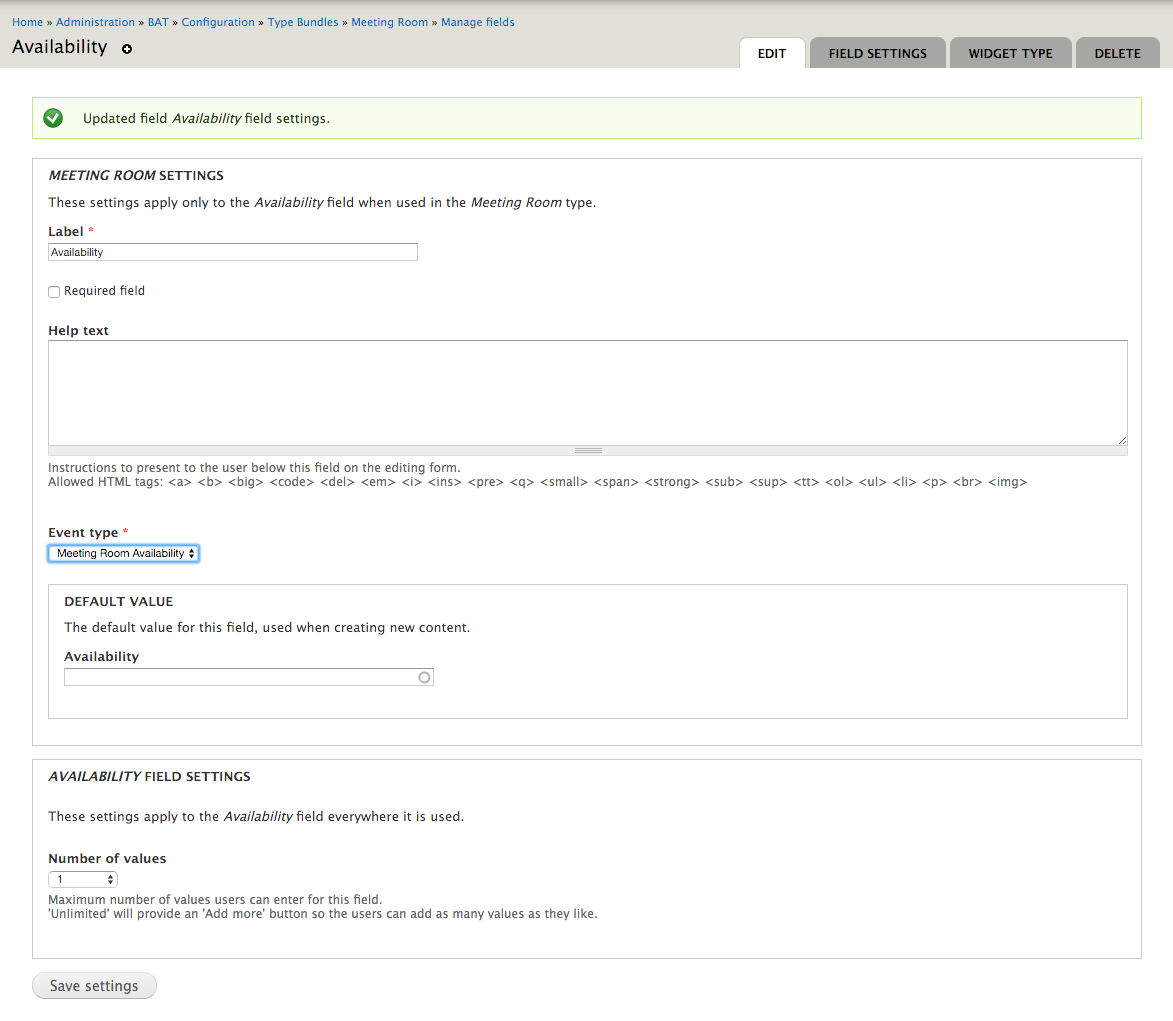 Home » Administration » BAT » Configuration » Type Bundles » Meeting Room » Manage fields
Availability
EDIT
FIELD SETTINGS
WIDGET TYPE
DELETE
Updated field Availability field settings.
MEETING ROOM SETTINGS
These settings apply only to the Availability field when used in the Meeting Room type.
Label *
Availability
Required field
Help text
Instructions to present to the user below this field on the editing form.
Allowed HTML tags: <a> <b> <big> <code> <del> <em> <i> <ins> <pre> <q> <small> <span> <strong> <sub> <sup> <tt> <ol> <ul> <li> <p> <br> <img>
Event type *
Meeting Room Availability
DEFAULT VALUE
The default value for this field, used when creating new content.
Availability
AVAILABILITY FIELD SETTINGS
These settings apply to the Availability field everywhere it is used.
Number of values
1
Maximum number of values users can enter for this field.
'Unlimited' will provide an 'Add more' button so the users can add as many values as they like.
Save settings